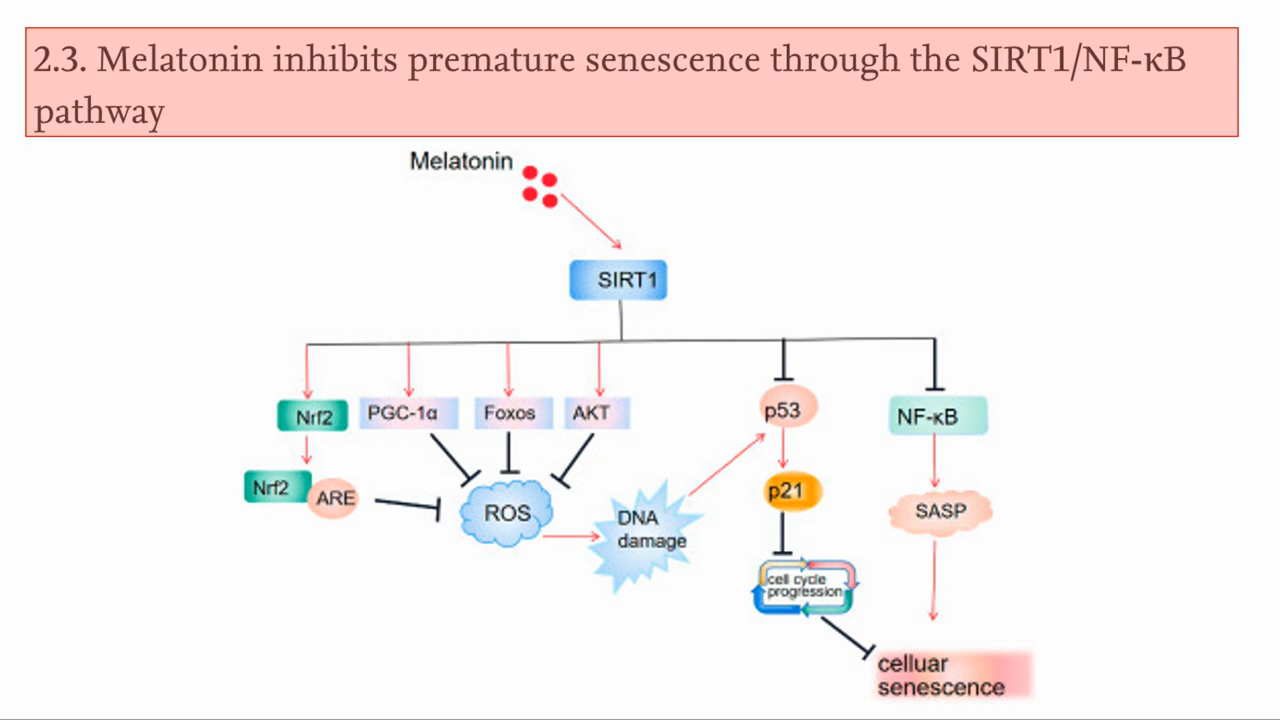 2.3. Melatonin inhibits premature senescence through the SIRT1/NF-κB
pathway
Melatonin
SIRT1
Nrf2
PGC-1α
Foxos
AKT
p53
NF-κB
Nrf2
ARE
ROS
DNA
damage
p21
SASP
cell cycle
progression
celluar
senescence